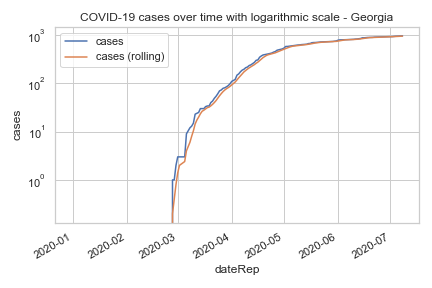 COVID-19 cases over time with logarithmic scale - Georgia
cases
cases (rolling)
10³
10²
10¹
10⁰
cases
2020-01
2020-02
2020-03
2020-04
2020-05
2020-06
2020-07
dateRep